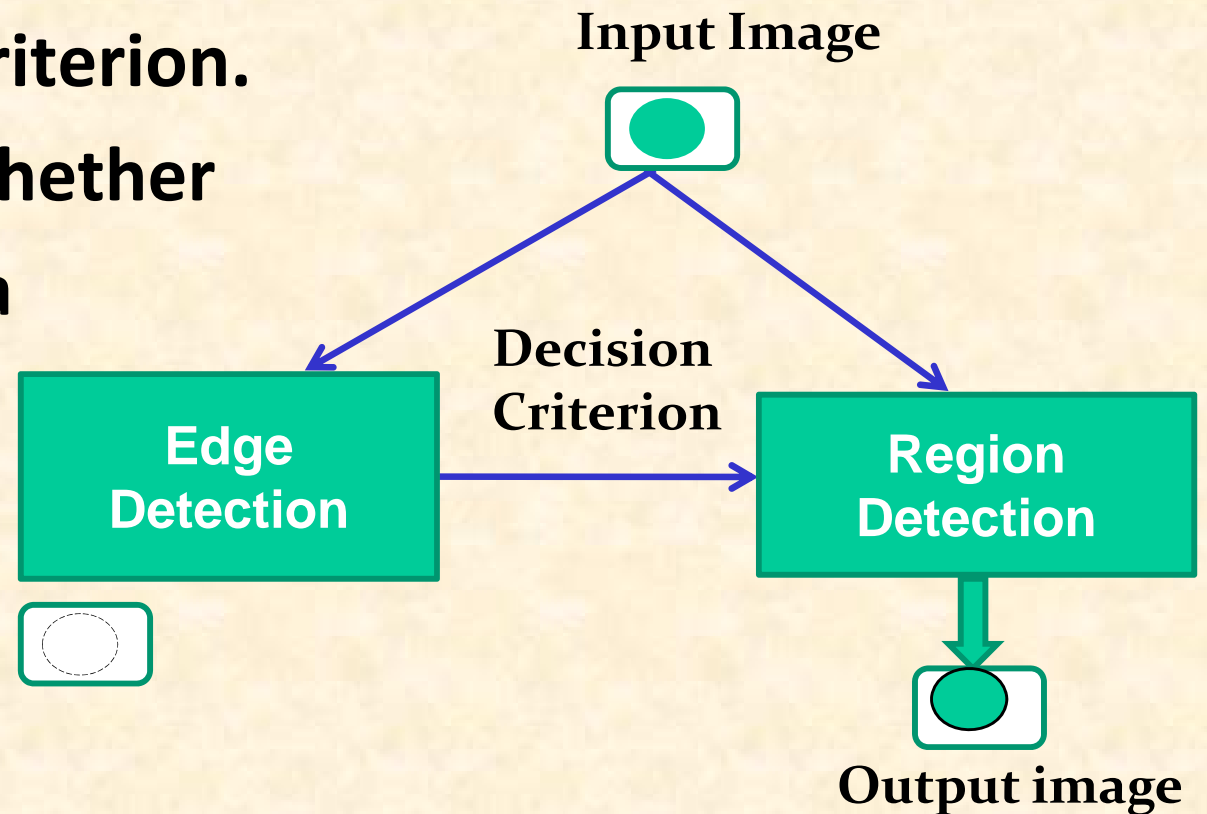 riterion.
hether
Input Image
Decision
Criterion
Edge
Detection
Region
Detection
Output image